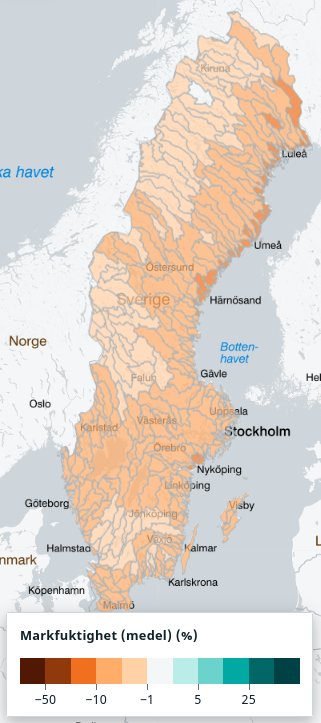 Kiruna
Luleå
ka havet
Umeå
Östersund
Sverige
Härnösand
Norge
Botten-
havet
Falun
Gävle
Hel
Oslo
Uppsala
Karlstad
Västerås
Stockholm
Örebro
Nyköping
Linköping
Göteborg
Visby
Jönköping
L
Växjö
Halmstad
Kalmar
nmark
Karlskrona
Köpenhamn
Malmö
Markfuktighet (medel) (%)
−50 −10 −1 5 25